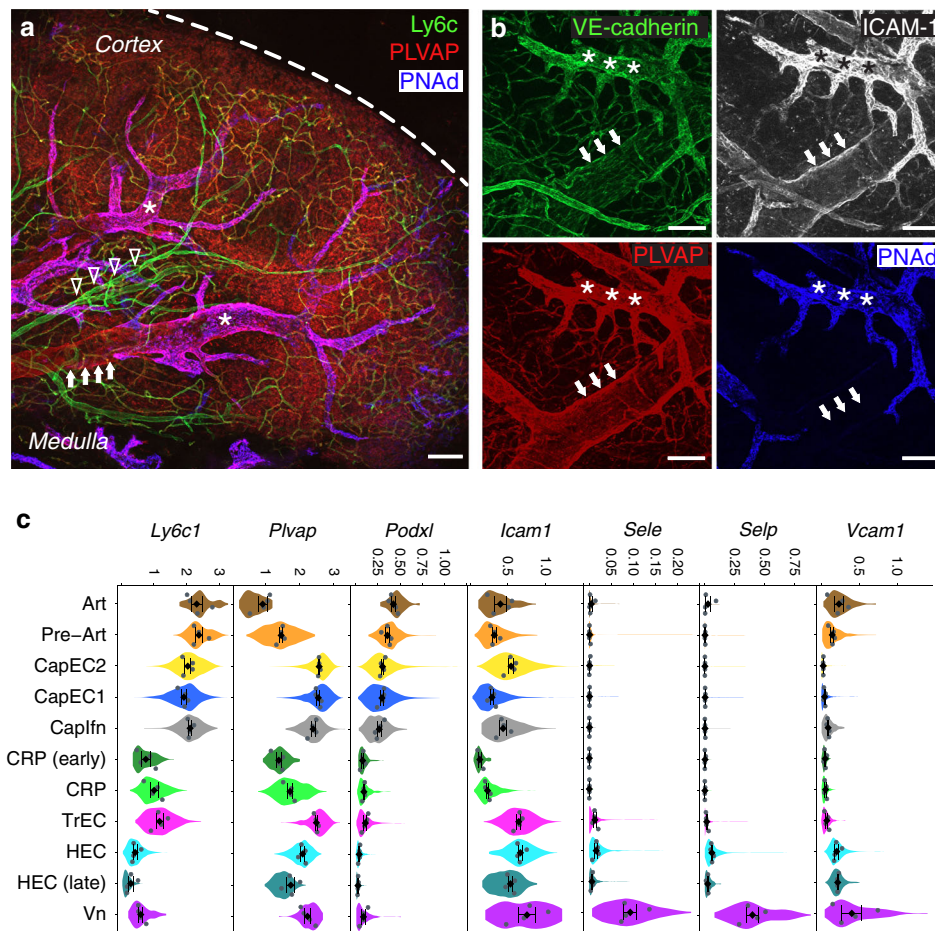 a
Cortex
Ly6c
PLVAP
PNAd
Medulla
b
VE-cadherin
ICAM-1
PLVAP
PNAd
c
Ly6c1 Plvap Podxl Icam1 Sele Selp Vcam1
1 2 3 1 2 3 0.25 0.50 1.00 0.5 1.0 0.00 0.05 0.10 0.20 0.00 0.25 0.50 0.75 0.5 1.0
Art
Pre-Art
CapEC2
CapEC1
CapIfn
CRP (early)
CRP
TrEC
HEC
HEC (late)
Vn